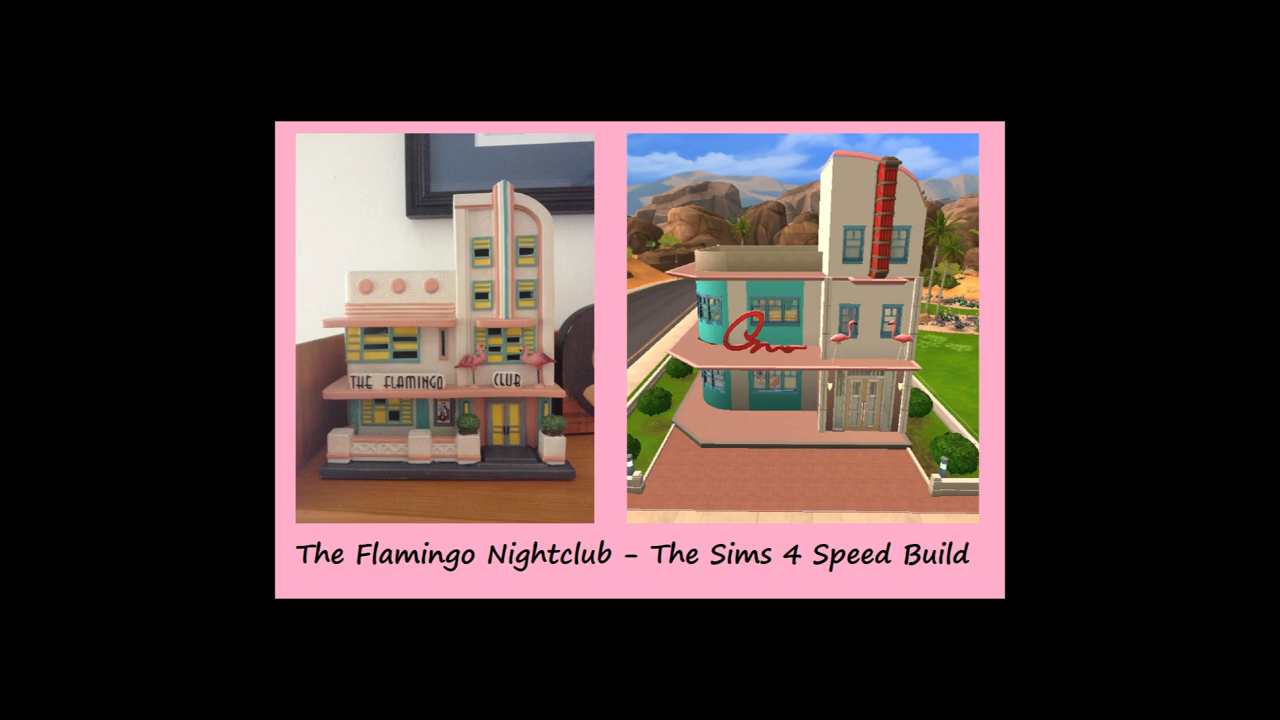 THE FLAMINGO CLUB
The Flamingo Nightclub - The Sims 4 Speed Build